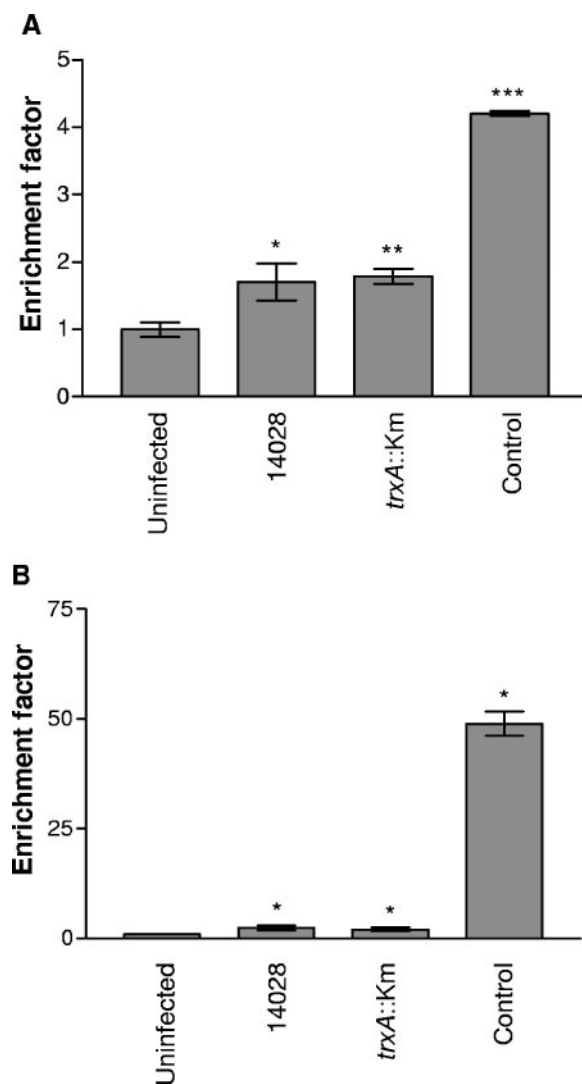 A
Enrichment factor
5
4
3
2
1
0
*
**
***
Uninfected
14028
trxA::Km
Control
B
Enrichment factor
75
50
25
0
*
*
*
Uninfected
14028
trxA::Km
Control